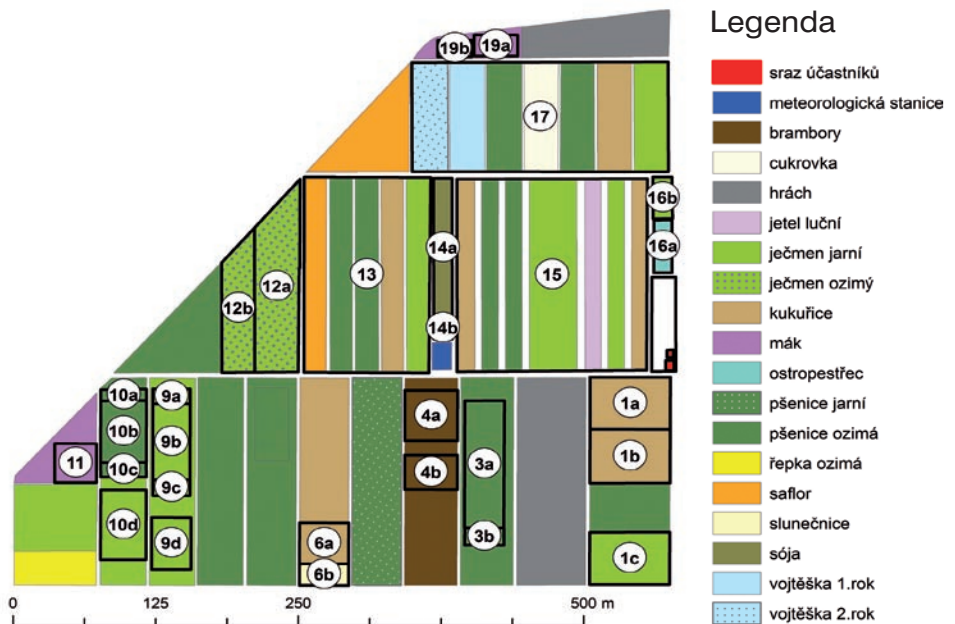 Legenda
sraz účastníků
meteorologická stanice
brambory
cukrovka
hrách
jetel luční
ječmen jarní
ječmen ozimý
kukuřice
mák
ostropestřec
pšenice jarní
pšenice ozimá
řepka ozimá
saflor
slunečnice
sója
vojtěška 1.rok
vojtěška 2.rok
19b 19a
17
16b
16a
14a
15
13
12a
12b
14b
10a 9a
10b 9b
10c 9c
10d 9d
11
4a
4b
3a
3b
1a
1b
1c
6a
6b
0 125 250 500 m